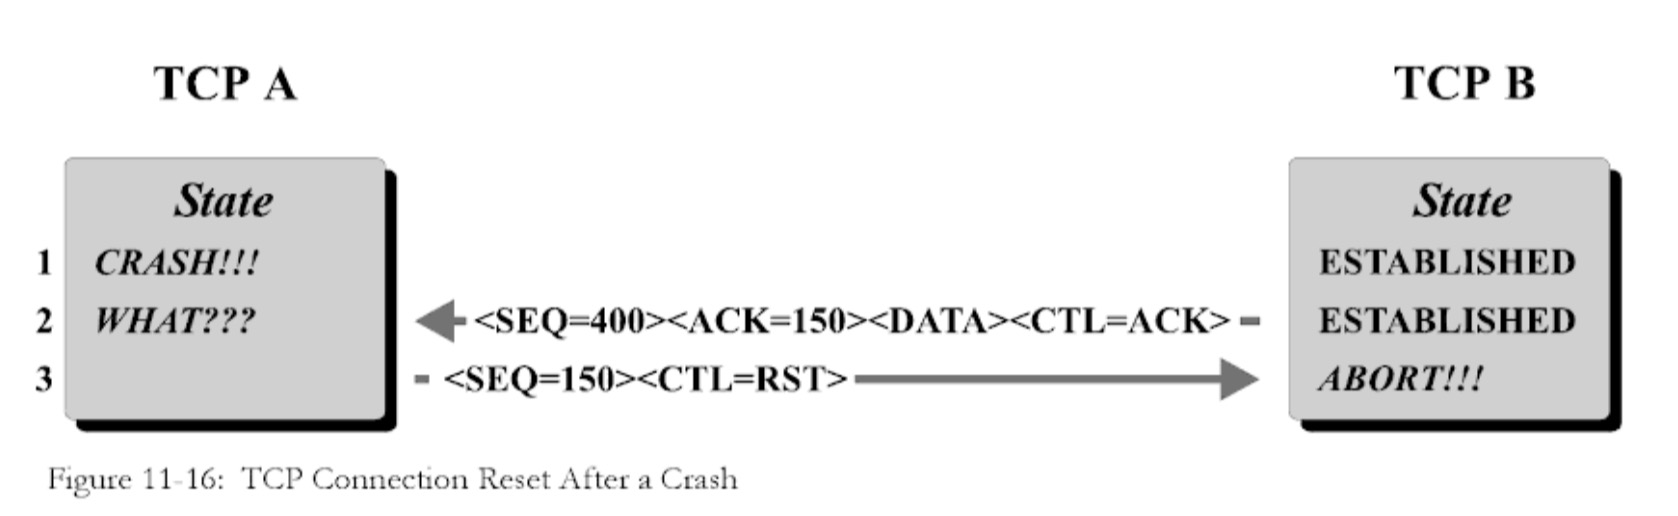 TCP A TCP B
State State
1 CRASH!!! ESTABLISHED
2 WHAT??? <SEQ=400><ACK=150><DATA><CTL=ACK> ESTABLISHED
3 <SEQ=150><CTL=RST> ABORT!!!
Figure 11-16: TCP Connection Reset After a Crash